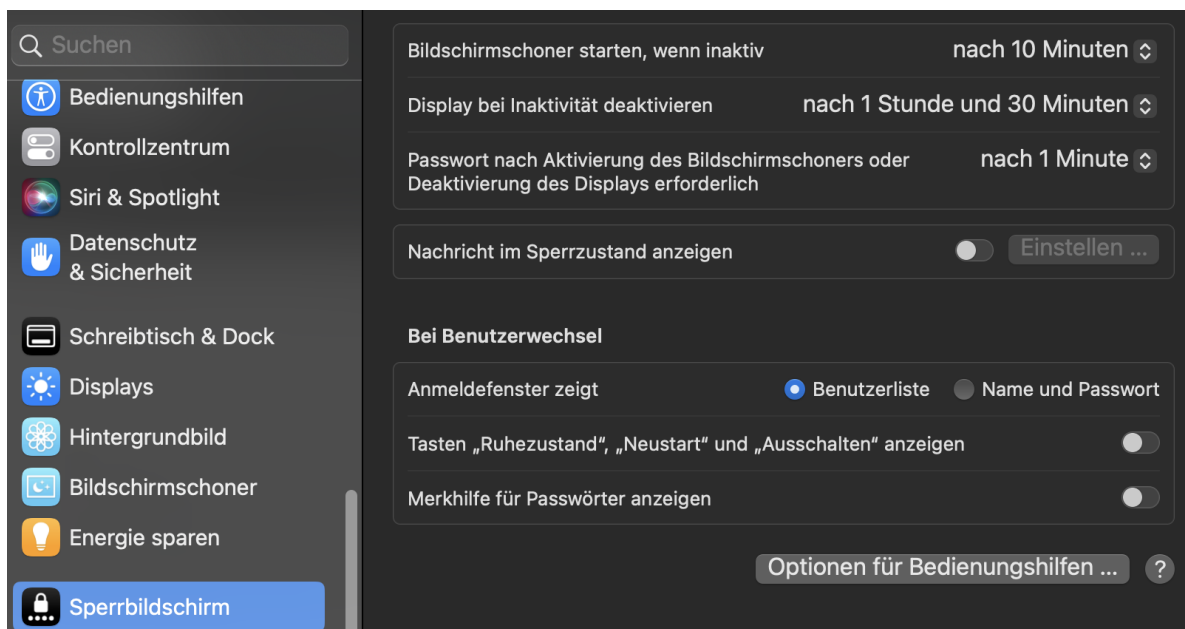 Suchen
Bedienungshilfen
Kontrollzentrum
Siri & Spotlight
Datenschutz
& Sicherheit
Schreibtisch & Dock
Displays
Hintergrundbild
Bildschirmschoner
Energie sparen
Sperrbildschirm
Bildschirmschoner starten, wenn inaktiv nach 10 Minuten
Display bei Inaktivität deaktivieren nach 1 Stunde und 30 Minuten
Passwort nach Aktivierung des Bildschirmschoners oder nach 1 Minute
Deaktivierung des Displays erforderlich
Nachricht im Sperrzustand anzeigen Einstellen ...
Bei Benutzerwechsel
Anmeldefenster zeigt Benutzerliste Name und Passwort
Tasten „Ruhezustand“, „Neustart“ und „Ausschalten“ anzeigen
Merkhilfe für Passwörter anzeigen
Optionen für Bedienungshilfen ... ?